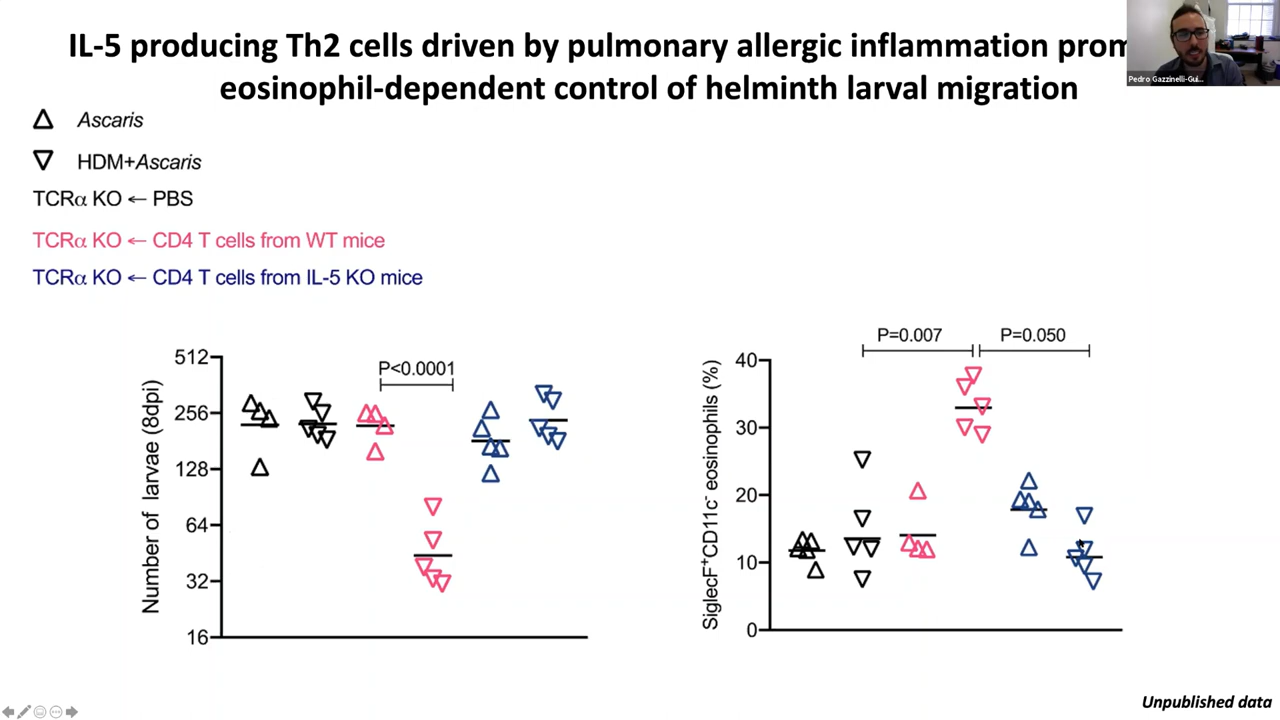 IL-5 producing Th2 cells driven by pulmonary allergic inflammation prom
eosinophil-dependent control of helminth larval migration
Pedro Gazzinelli-Gui...
Ascaris
HDM+Ascaris
TCRα KO ← PBS
TCRα KO ← CD4 T cells from WT mice
TCRα KO ← CD4 T cells from IL-5 KO mice
Number of larvae (8dpi)
512
256
128
64
32
16
P<0.0001
SiglecF+CD11c- eosinophils (%)
40
30
20
10
0
P=0.007
P=0.050
Unpublished data